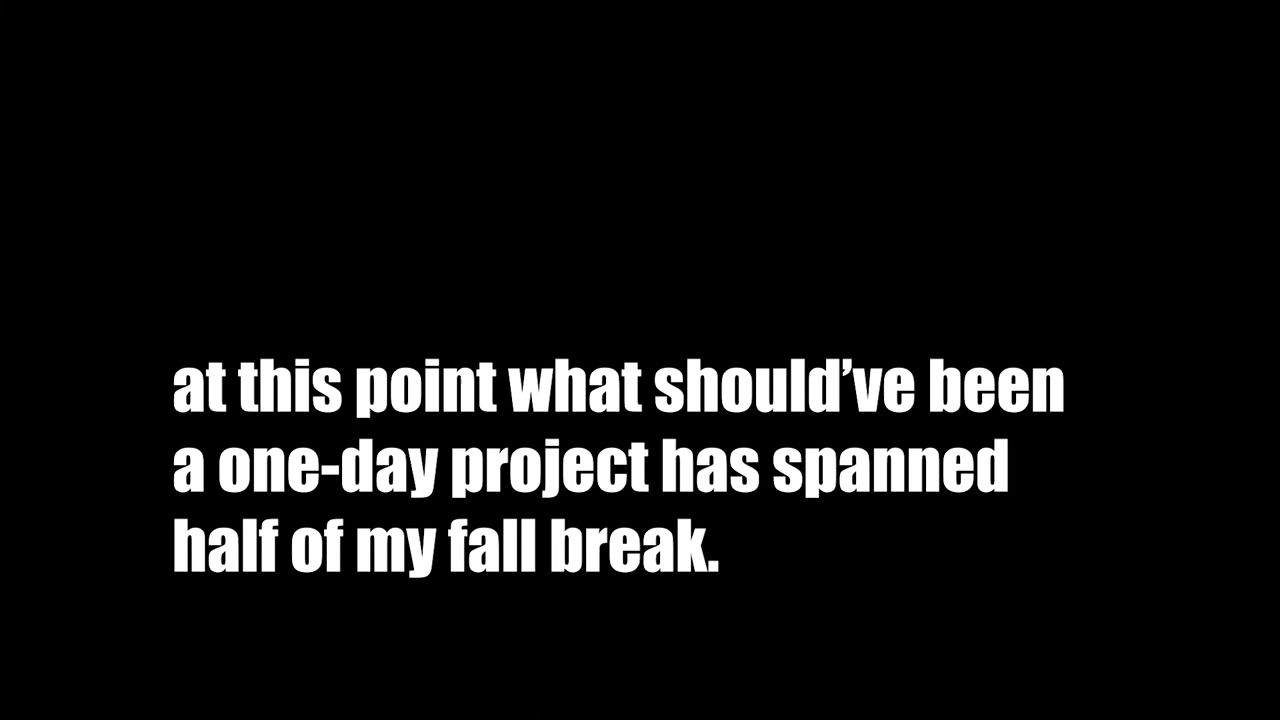 at this point what should’ve been
a one-day project has spanned
half of my fall break.